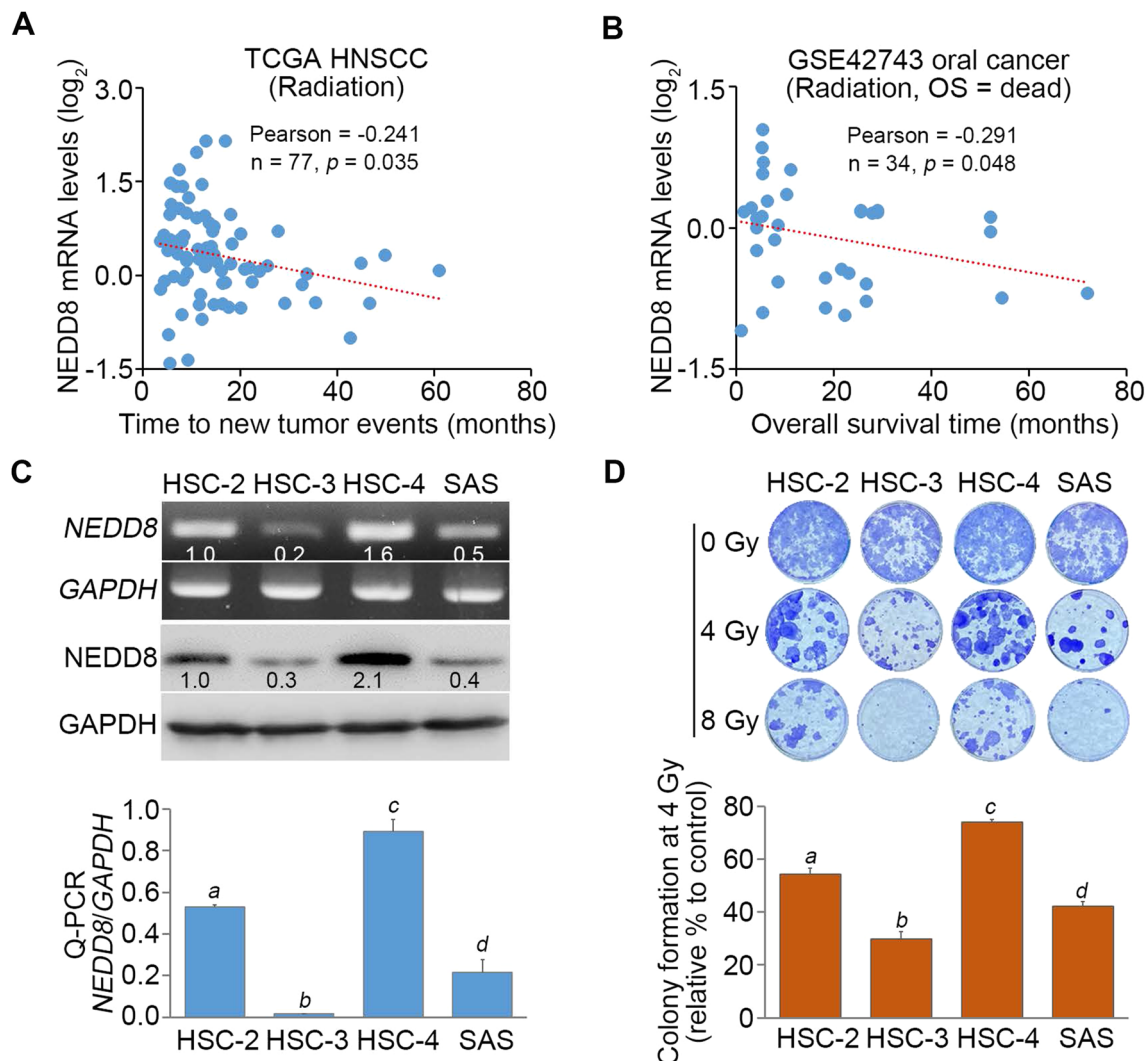 A
TCGA HNSCC
(Radiation)
NEDD8 mRNA levels (log2)
3.0
1.5
0.0
-1.5
Pearson = -0.241
n = 77, p = 0.035
0 20 40 60 80
Time to new tumor events (months)
B
GSE42743 oral cancer
(Radiation, OS = dead)
NEDD8 mRNA levels (log2)
1.5
0.0
-1.5
Pearson = -0.291
n = 34, p = 0.048
0 20 40 60 80
Overall survival time (months)
C
HSC-2 HSC-3 HSC-4 SAS
NEDD8
1.0 0.2 1.6 0.5
GAPDH
NEDD8
1.0 0.3 2.1 0.4
GAPDH
Q-PCR
NEDD8/GAPDH
1.0
0.8
0.6
0.4
0.2
0.0
a b c d
HSC-2 HSC-3 HSC-4 SAS
D
HSC-2 HSC-3 HSC-4 SAS
0 Gy
4 Gy
8 Gy
Colony formation at 4 Gy
(relative % to control)
80
60
40
20
0
a b c d
HSC-2 HSC-3 HSC-4 SAS